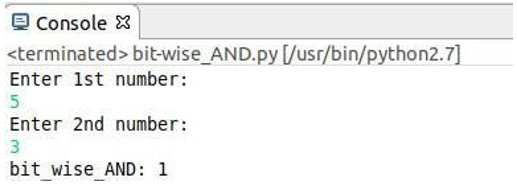 Console
<terminated> bit-wise_AND.py [/usr/bin/python2.7]
Enter 1st number:
5
Enter 2nd number:
3
bit_wise_AND: 1